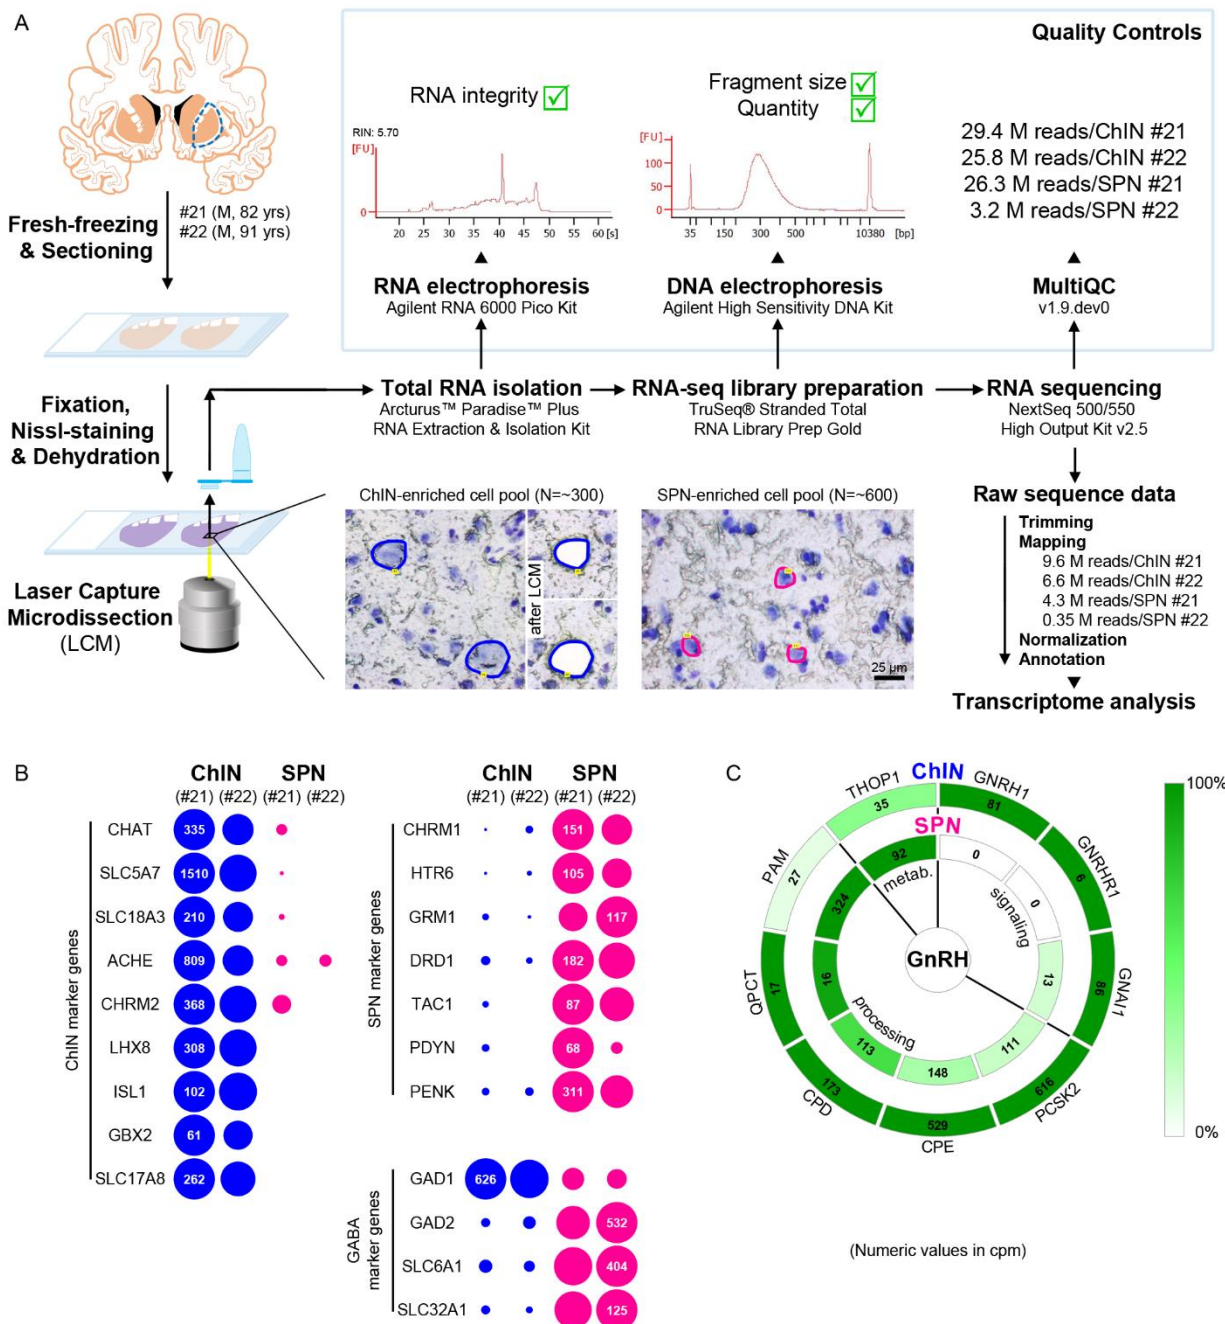 A
Quality Controls
RNA integrity
Fragment size
Quantity
29.4 M reads/ChIN #21
25.8 M reads/ChIN #22
26.3 M reads/SPN #21
3.2 M reads/SPN #22
RIN: 5.70
[FU]
0
20 25 30 35 40 45 50 55 60 [s]
[FU]
100
50
0
35 150 300 500 10380 [bp]
#21 (M, 82 yrs)
#22 (M, 91 yrs)
Fresh-freezing
& Sectioning
RNA electrophoresis
Agilent RNA 6000 Pico Kit
DNA electrophoresis
Agilent High Sensitivity DNA Kit
MultiQC
v1.9.dev0
Total RNA isolation
Arcturus™ Paradise™ Plus
RNA Extraction & Isolation Kit
RNA-seq library preparation
TruSeq® Stranded Total
RNA Library Prep Gold
RNA sequencing
NextSeq 500/550
High Output Kit v2.5
Fixation,
Nissl-staining
& Dehydration
Laser Capture
Microdissection
(LCM)
ChIN-enriched cell pool (N=~300)
after LCM
SPN-enriched cell pool (N=~600)
25 µm
Raw sequence data
Trimming
Mapping
9.6 M reads/ChIN #21
6.6 M reads/ChIN #22
4.3 M reads/SPN #21
0.35 M reads/SPN #22
Normalization
Annotation
Transcriptome analysis
B
ChIN SPN
(#21) (#22) (#21) (#22)
ChIN marker genes
CHAT 335
SLC5A7 1510
SLC18A3 210
ACHE 809
CHRM2 368
LHX8 308
ISL1 102
GBX2 61
SLC17A8 262
ChIN SPN
(#21) (#22) (#21) (#22)
SPN marker genes
CHRM1 151
HTR6 105
GRM1 117
DRD1 182
TAC1 87
PDYN 68
PENK 311
GABA
marker genes
GAD1 626
GAD2 532
SLC6A1 404
SLC32A1 125
C
ChIN
SPN
GnRH
metab.
signaling
processing
THOP1 35 92
GNRH1 81 0
GNRHR1 6 0
GNAI1 86 13
PCSK2 616 111
CPE 529 148
CPD 173 113
QPCT 17 16
PAM 27 324
100%
0%
(Numeric values in cpm)